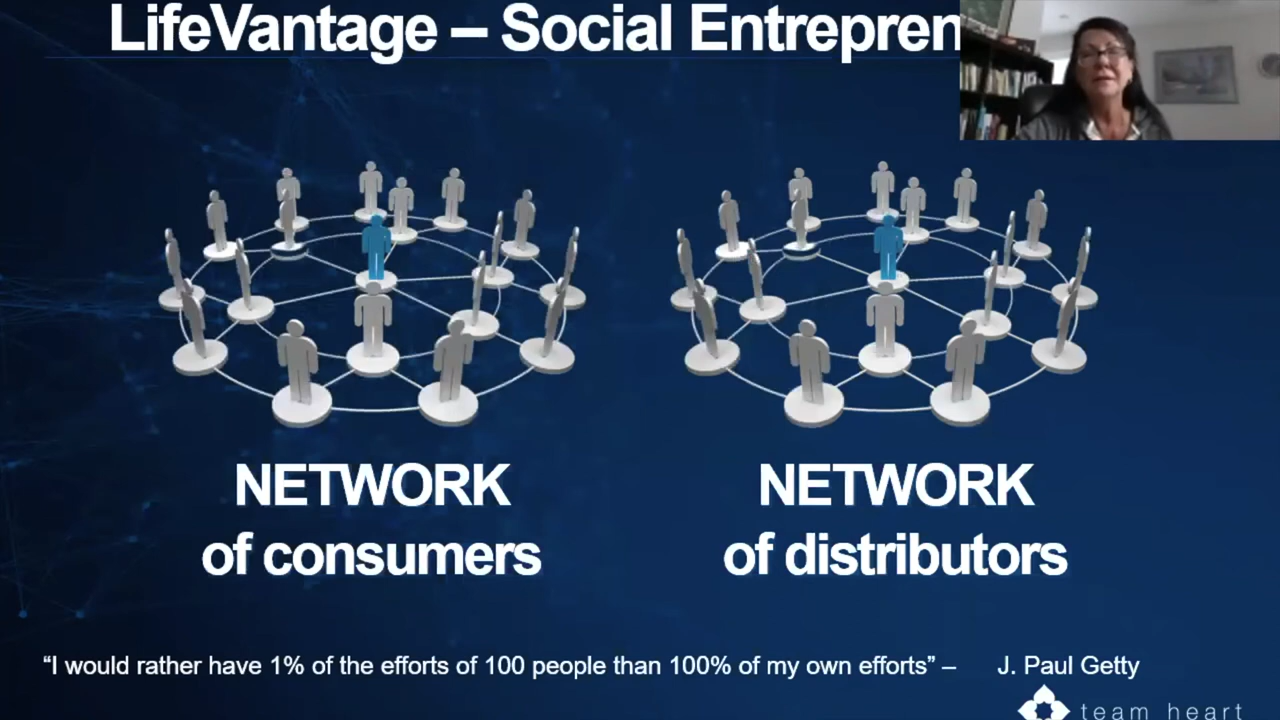 LifeVantage – Social Entrepren
NETWORK
of consumers
NETWORK
of distributors
“I would rather have 1% of the efforts of 100 people than 100% of my own efforts” – J. Paul Getty
team heart